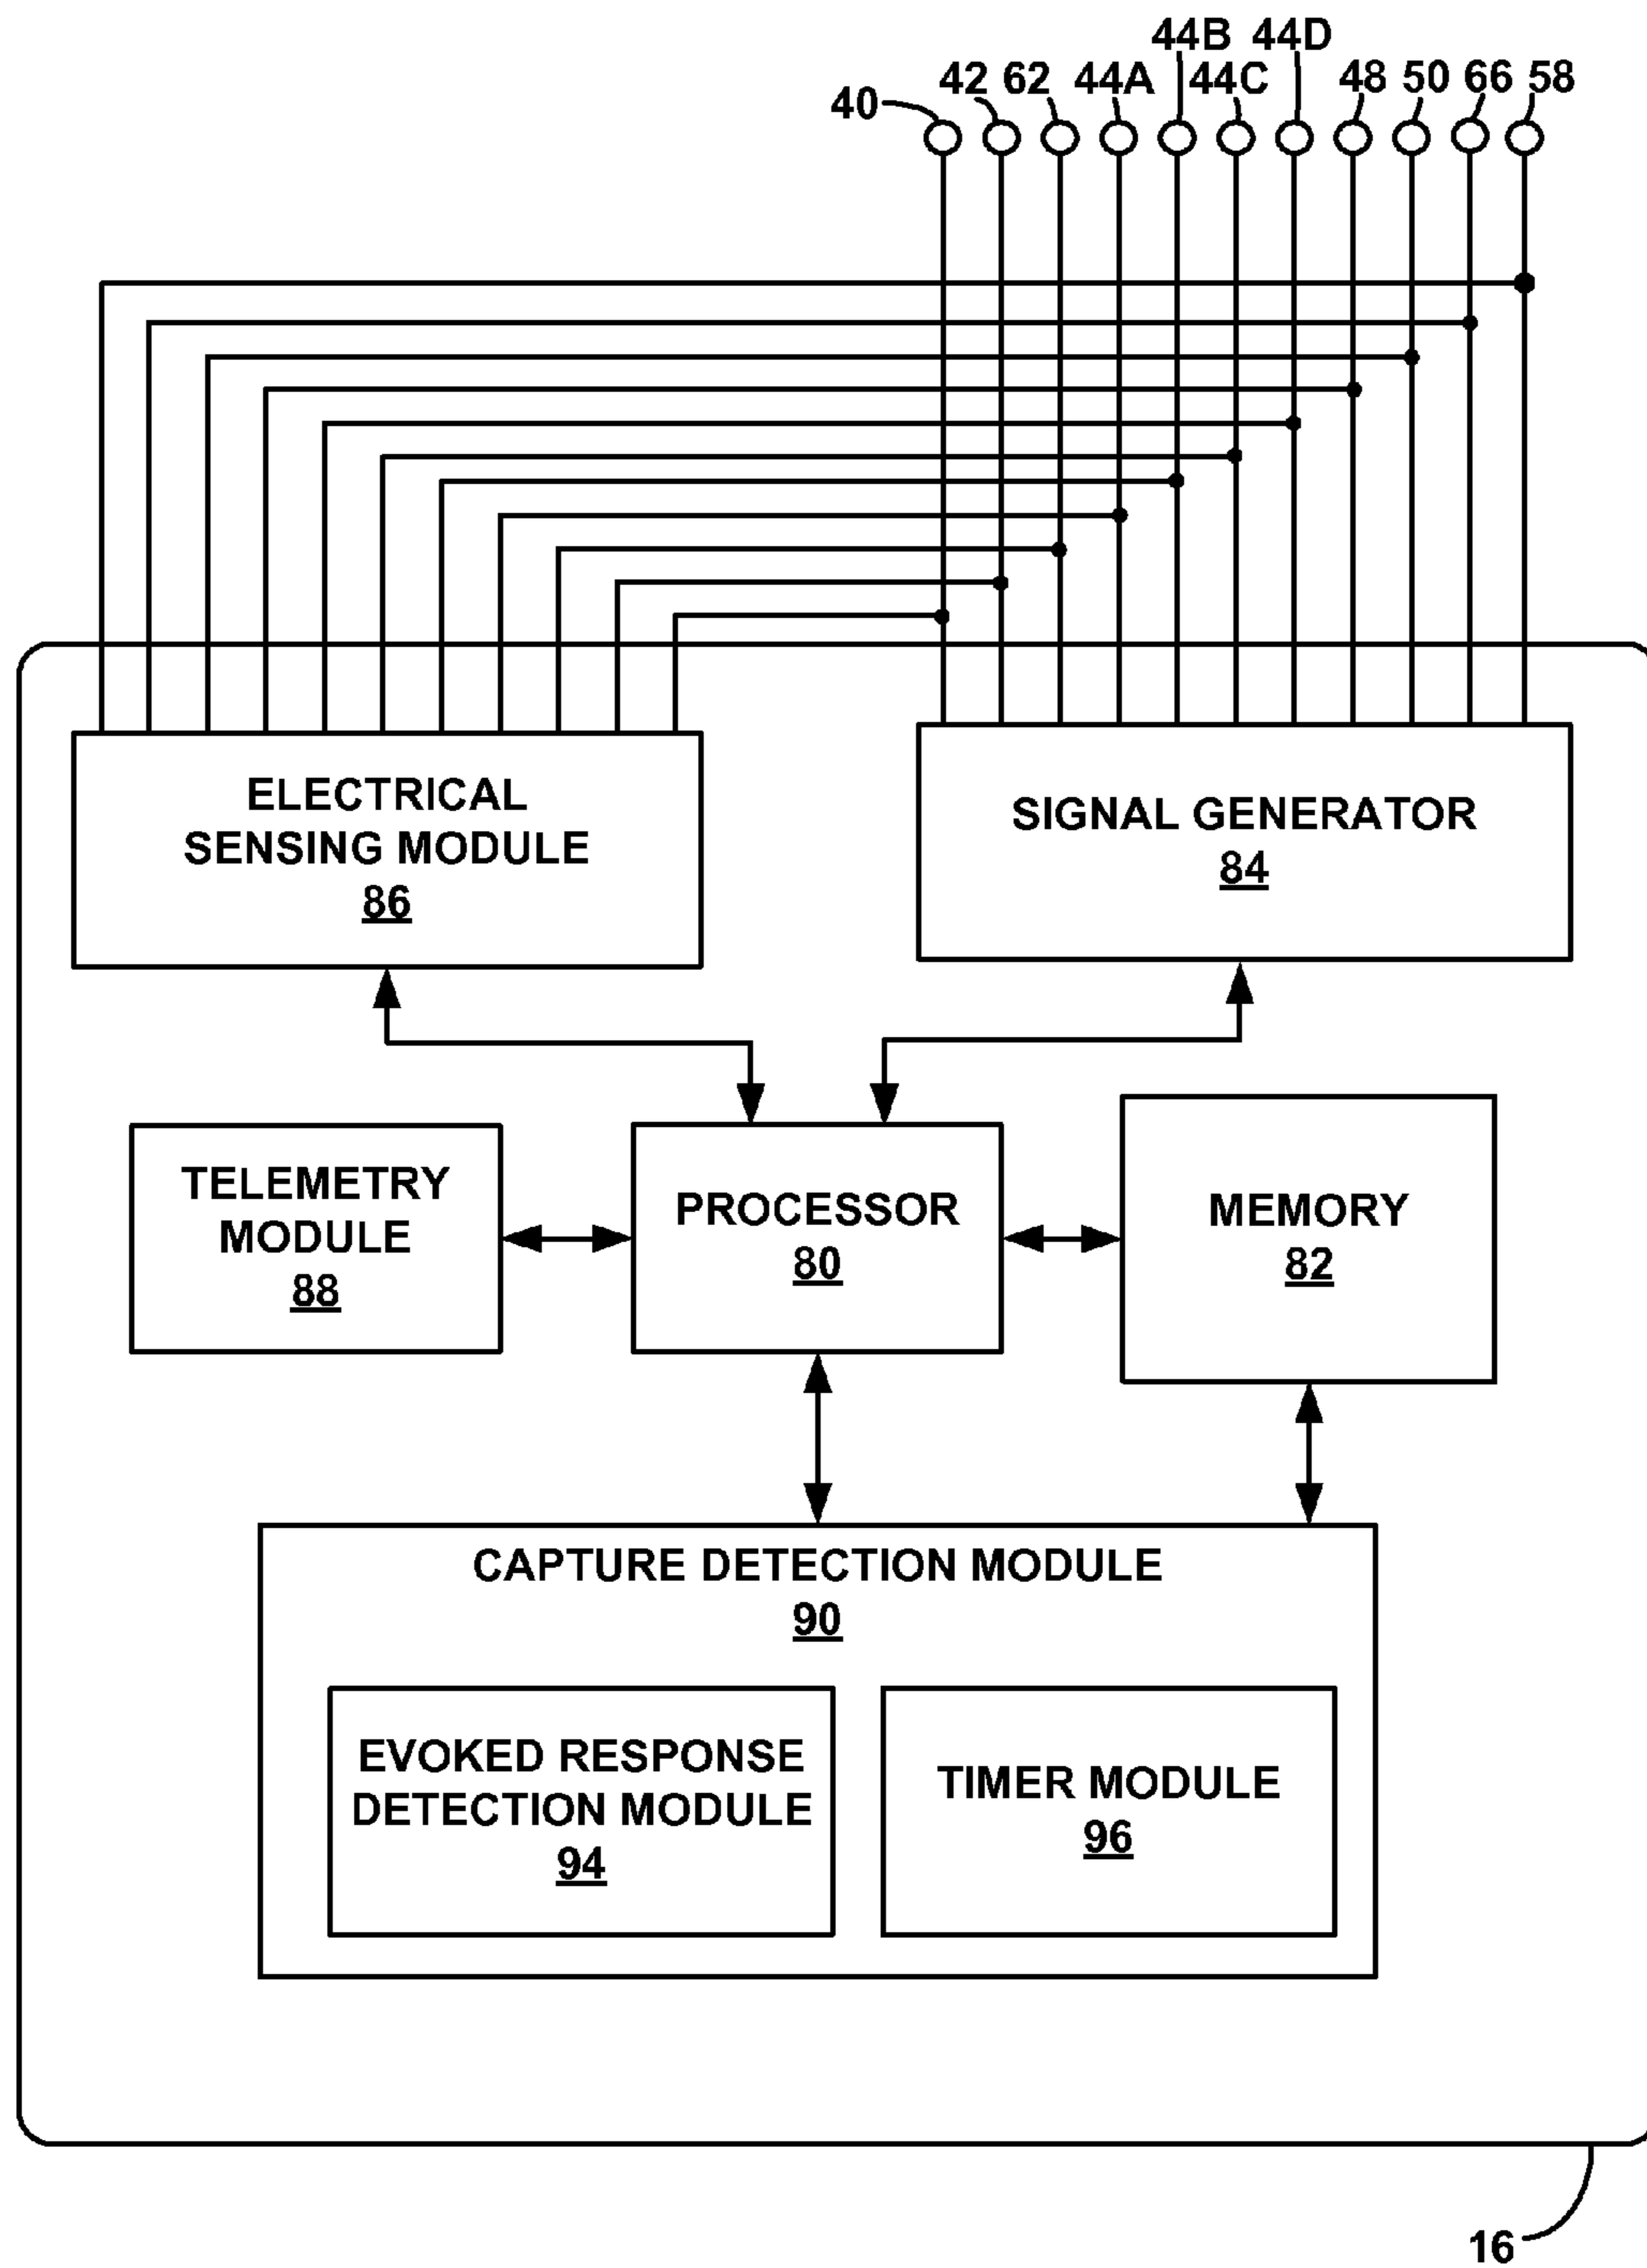 44B 44D
40 42 62 44A 44C 48 50 66 58
ELECTRICAL
SENSING MODULE
86
SIGNAL GENERATOR
84
TELEMETRY
MODULE
88
PROCESSOR
80
MEMORY
82
CAPTURE DETECTION MODULE
90
EVOKED RESPONSE
DETECTION MODULE
94
TIMER MODULE
96
16